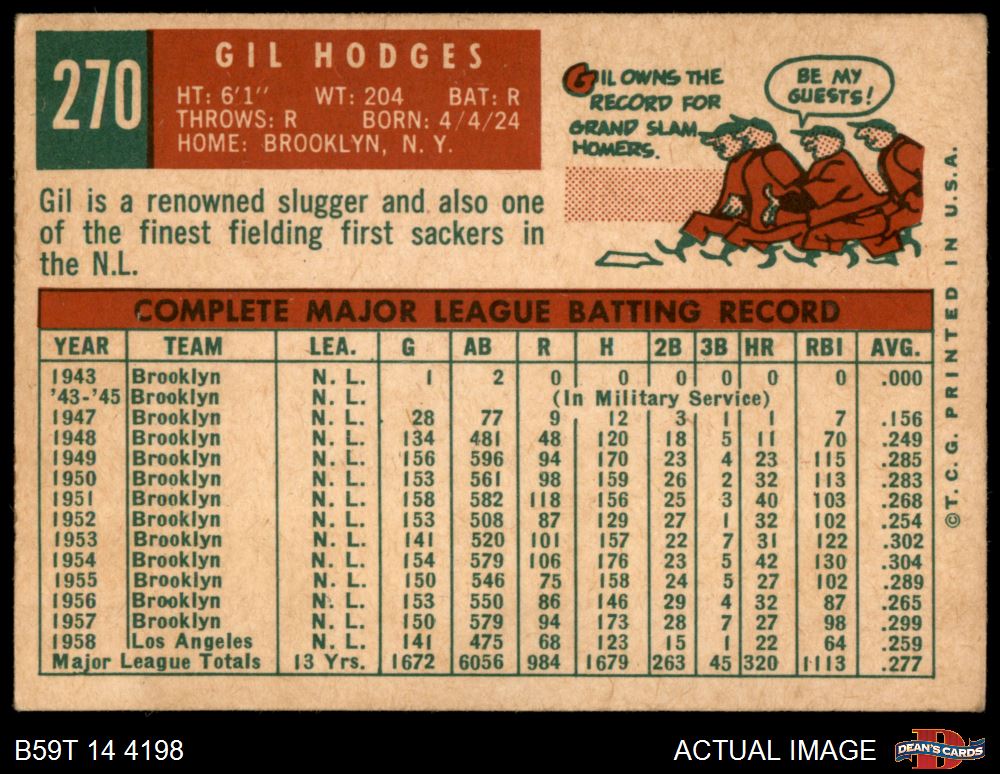 270
GIL HODGES
HT: 6'1" WT: 204 BAT: R
THROWS: R BORN: 4/4/24
HOME: BROOKLYN, N. Y.
GIL OWNS THE
RECORD FOR
GRAND SLAM
HOMERS.
BE MY
GUESTS!
Gil is a renowned slugger and also one
of the finest fielding first sackers in
the N.L.
COMPLETE MAJOR LEAGUE BATTING RECORD
YEAR TEAM LEA. G AB R H 2B 3B HR RBI AVG.
1943 Brooklyn N. L. 1 2 0 0 0 0 0 0 .000
'43-'45 Brooklyn N. L. (In Military Service)
1947 Brooklyn N. L. 28 77 9 12 3 1 1 7 .156
1948 Brooklyn N. L. 134 481 48 120 18 5 11 70 .249
1949 Brooklyn N. L. 156 596 94 170 23 4 23 115 .285
1950 Brooklyn N. L. 153 561 98 159 26 2 32 113 .283
1951 Brooklyn N. L. 158 582 118 156 25 3 40 103 .268
1952 Brooklyn N. L. 153 508 87 129 27 1 32 102 .254
1953 Brooklyn N. L. 141 520 101 157 22 7 31 122 .302
1954 Brooklyn N. L. 154 579 106 176 23 5 42 130 .304
1955 Brooklyn N. L. 150 546 75 158 24 5 27 102 .289
1956 Brooklyn N. L. 153 550 86 146 29 4 32 87 .265
1957 Brooklyn N. L. 150 579 94 173 28 7 27 98 .299
1958 Los Angeles N. L. 141 475 68 123 15 1 22 64 .259
Major League Totals 13 Yrs. 1672 6056 984 1679 263 45 320 1113 .277
©T. C. G. PRINTED IN U.S.A.
B59T 14 4198
ACTUAL IMAGE
DEAN'S CARDS